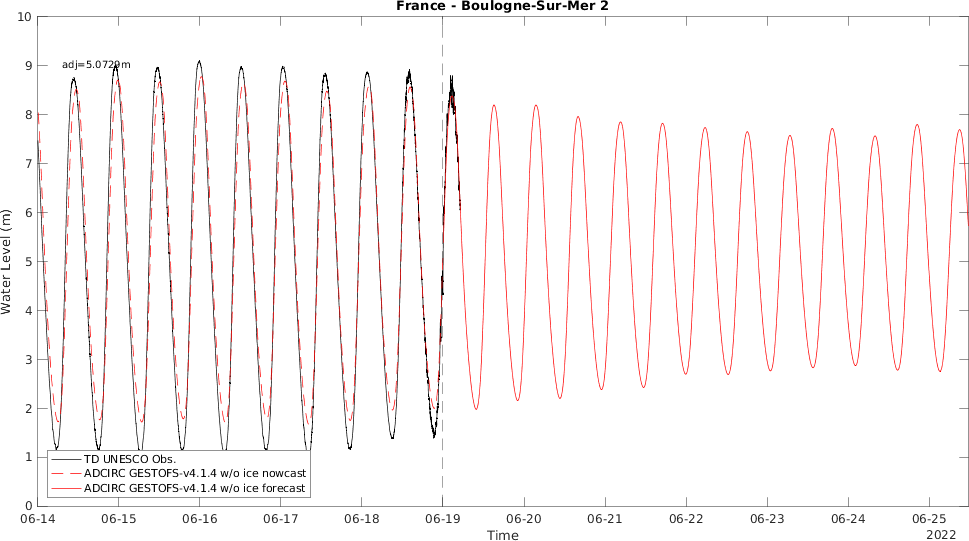 France - Boulogne-Sur-Mer 2
adj=5.0729m
Water Level (m)
10
9
8
7
6
5
4
3
2
1
0
TD UNESCO Obs.
ADCIRC GESTOFS-v4.1.4 w/o ice nowcast
ADCIRC GESTOFS-v4.1.4 w/o ice forecast
06-14 06-15 06-16 06-17 06-18 06-19 06-20 06-21 06-22 06-23 06-24 06-25
Time
2022